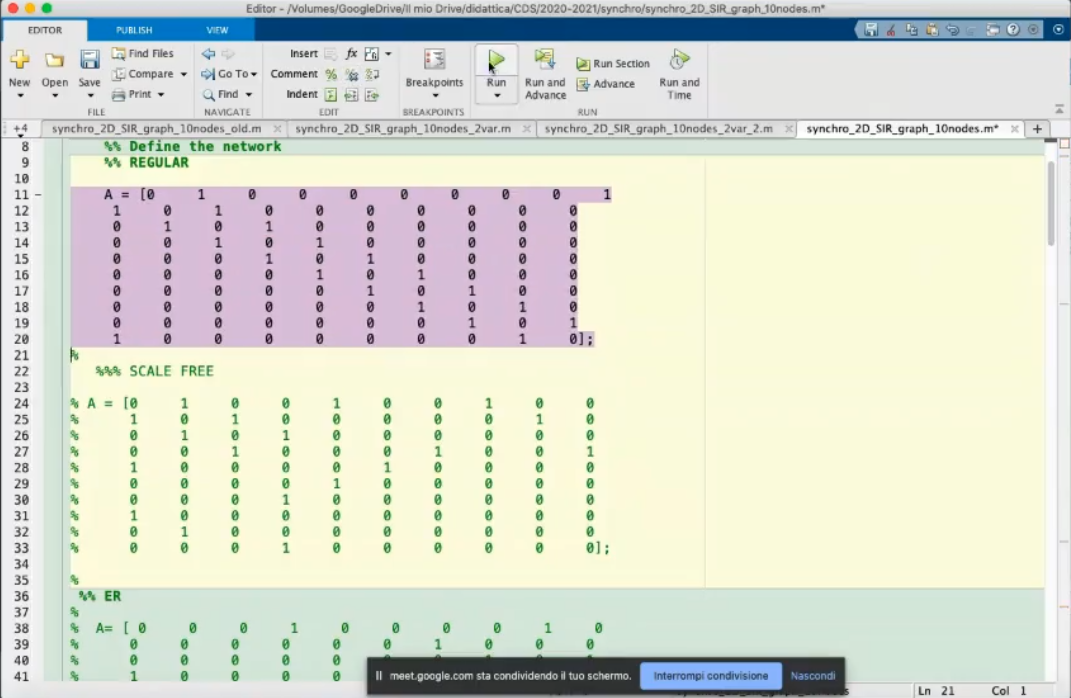 Editor - /Volumes/GoogleDrive/Il mio Drive/didattica/CDS/2020-2021/synchro/synchro_2D_SIR_graph_10nodes.m*
EDITOR PUBLISH VIEW
New Open Save Find Files Compare Print FILE
Go To Find NAVIGATE
Insert fx Comment % Indent EDIT
Breakpoints BREAKPOINTS
Run Run and Advance Run Section Advance Run and Time RUN
+4 synchro_2D_SIR_graph_10nodes_old.m × synchro_2D_SIR_graph_10nodes_2var.m × synchro_2D_SIR_graph_10nodes_2var_2.m × synchro_2D_SIR_graph_10nodes.m* × +
8 %% Define the network
9 %% REGULAR
10
11 – A = [0 1 0 0 0 0 0 0 0 1
12 1 0 1 0 0 0 0 0 0 0
13 0 1 0 1 0 0 0 0 0 0
14 0 0 1 0 1 0 0 0 0 0
15 0 0 0 1 0 1 0 0 0 0
16 0 0 0 0 1 0 1 0 0 0
17 0 0 0 0 0 1 0 1 0 0
18 0 0 0 0 0 0 1 0 1 0
19 0 0 0 0 0 0 0 1 0 1
20 1 0 0 0 0 0 0 0 1 0];
21 %
22 %%% SCALE FREE
23
24 % A = [0 1 0 0 1 0 0 1 0 0
25 % 1 0 1 0 0 0 0 0 1 0
26 % 0 1 0 1 0 0 0 0 0 0
27 % 0 0 1 0 0 0 1 0 0 1
28 % 1 0 0 0 0 1 0 0 0 0
29 % 0 0 0 0 1 0 0 0 0 0
30 % 0 0 0 1 0 0 0 0 0 0
31 % 1 0 0 0 0 0 0 0 0 0
32 % 0 1 0 0 0 0 0 0 0 0
33 % 0 0 0 1 0 0 0 0 0 0];
34
35 %
36 %% ER
37 %
38 % A= [ 0 0 0 1 0 0 0 0 1 0
39 % 0 0 0 0 0 0 1 0 0 0
40 % 0 0 0 0 0
41 % 1 0 0 0 0
meet.google.com sta condividendo il tuo schermo. Interrompi condivisione Nascondi
Ln 21 Col 1